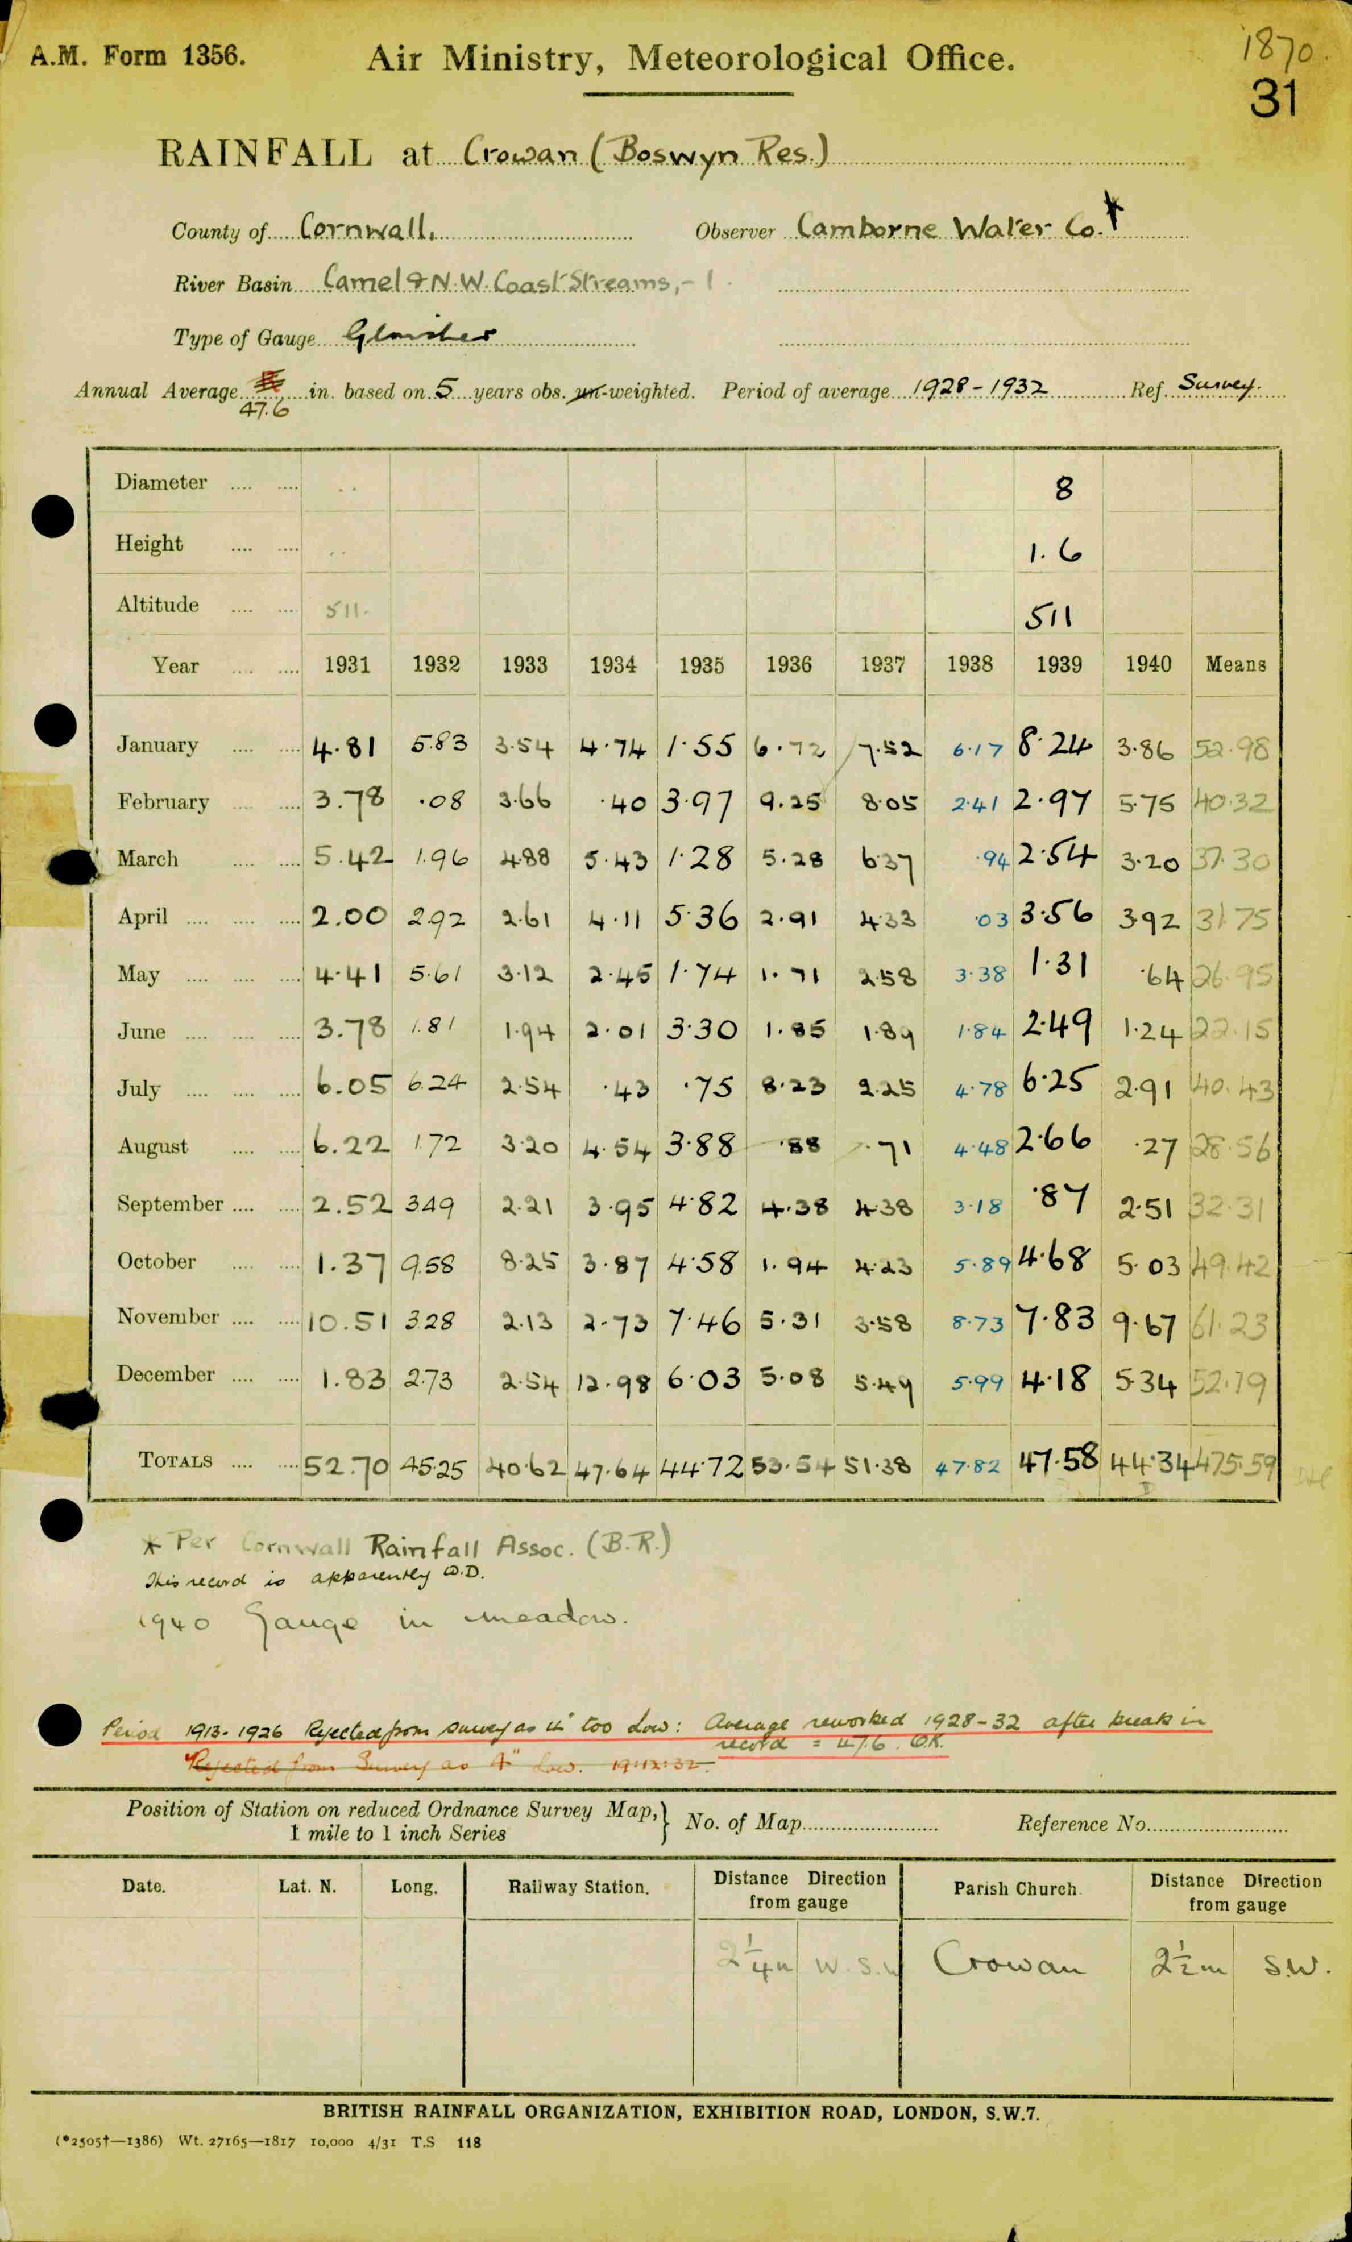 A.M. Form 1356.
Air Ministry, Meteorological Office.
1870.
31
RAINFALL at Crowan (Boswyn Res.)
County of Cornwall. Observer Camborne Water Co.*
River Basin Camel & N.W. Coast Streams, - 1.
Type of Gauge Glaisher
Annual Average in. based on 5 years obs. un-weighted. Period of average 1928-1932 Ref. Survey.
47.6
Diameter 8
Height 1.6
Altitude 511. 511
Year 1931 1932 1933 1934 1935 1936 1937 1938 1939 1940 Means
January 4.81 5.83 3.54 4.74 1.55 6.72 7.52 6.17 8.24 3.86 52.98
February 3.78 .08 3.66 .40 3.97 9.25 8.05 2.41 2.97 5.75 40.32
March 5.42 1.96 4.88 5.43 1.28 5.28 6.37 .94 2.54 3.20 37.30
April 2.00 2.92 2.61 4.11 5.36 2.91 4.33 .03 3.56 3.92 31.75
May 4.41 5.61 3.12 2.45 1.74 1.71 2.58 3.38 1.31 .64 26.95
June 3.78 1.81 1.94 2.01 3.30 1.85 1.89 1.84 2.49 1.24 22.15
July 6.05 6.24 2.54 .43 .75 8.23 2.25 4.78 6.25 2.91 40.43
August 6.22 1.72 3.20 4.54 3.88 .88 .71 4.48 2.66 .27 28.56
September 2.52 3.49 2.21 3.95 4.82 4.38 4.38 3.18 .87 2.51 32.31
October 1.37 9.58 8.25 3.87 4.58 1.94 4.23 5.89 4.68 5.03 49.42
November 10.51 3.28 2.13 2.73 7.46 5.31 3.58 8.73 7.83 9.67 61.23
December 1.83 2.73 2.54 12.98 6.03 5.08 5.49 5.99 4.18 5.34 52.19
TOTALS 52.70 45.25 40.62 47.64 44.72 53.54 51.38 47.82 47.58 44.34 475.59
* Per Cornwall Rainfall Assoc. (B.R.)
This record is apparently O.D.
1940 Gauge in meadow.
Period 1913-1926 Rejected from survey as 4" too low: Average reworked 1928-32 after break in
record = 47.6. O.K.
Rejected from Survey as 4" low.
Position of Station on reduced Ordnance Survey Map,} No. of Map Reference No.
1 mile to 1 inch Series
Date. Lat. N. Long. Railway Station. Distance Direction from gauge Parish Church. Distance Direction from gauge
2 1/4 m W.S.W Crowan 2 1/2 m S.W.
BRITISH RAINFALL ORGANIZATION, EXHIBITION ROAD, LONDON, S.W.7.
(*2505†—1386) Wt. 27165—1817 10,000 4/31 T.S 118